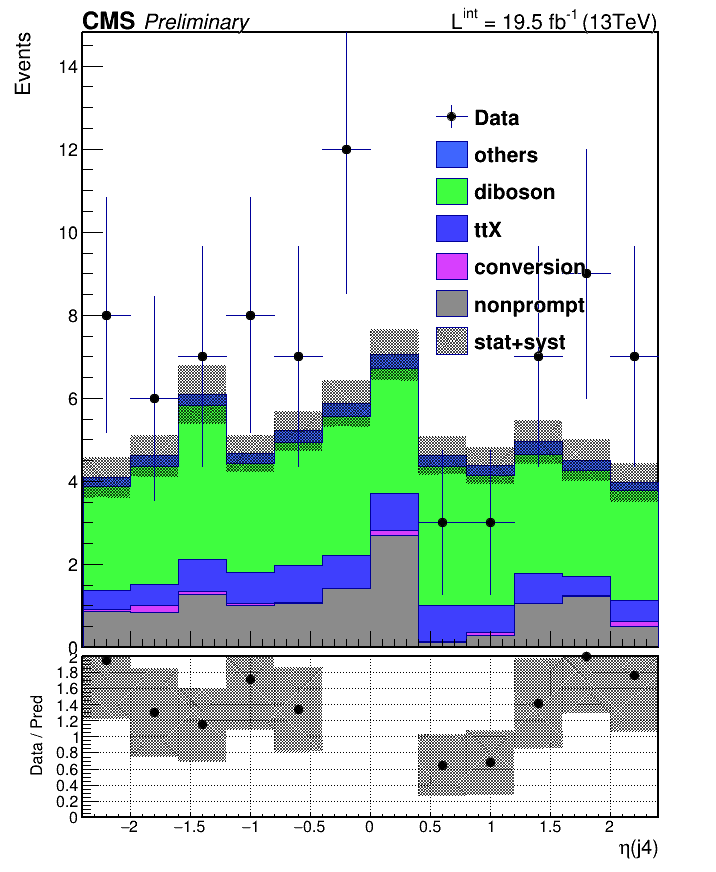 CMS Preliminary L^int = 19.5 fb^-1 (13TeV)
Events
14
12
10
8
6
4
2
0
Data
others
diboson
ttX
conversion
nonprompt
stat+syst
Data / Pred
2
1.8
1.6
1.4
1.2
1
0.8
0.6
0.4
0.2
0
−2 −1.5 −1 −0.5 0 0.5 1 1.5 2
η(j4)